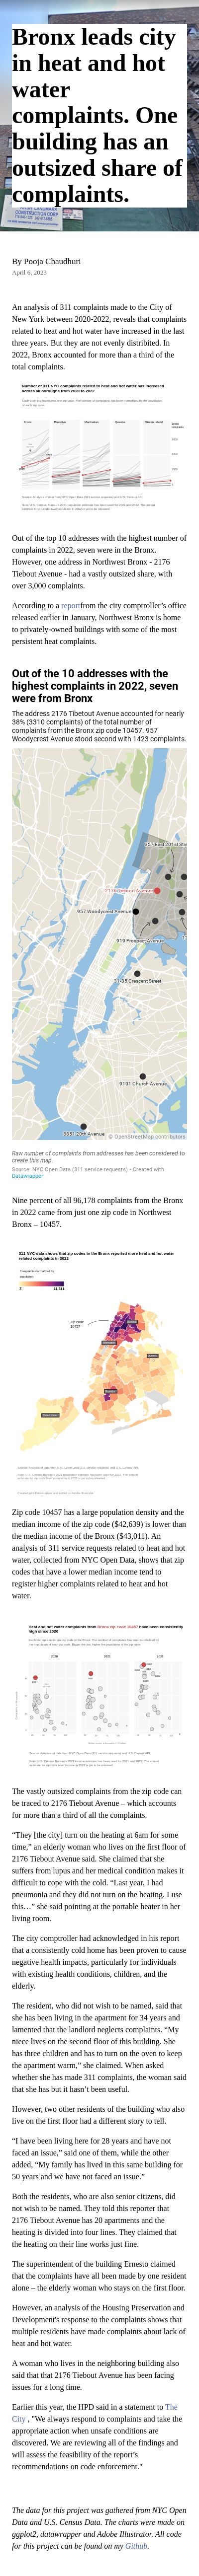 Bronx leads city
in heat and hot
water
complaints. One
building has an
outsized share of
complaints.
By Pooja Chaudhuri
April 6, 2023
An analysis of 311 complaints made to the City of
New York between 2020-2022, reveals that complaints
related to heat and hot water have increased in the last
three years. But they are not evenly distribited. In
2022, Bronx accounted for more than a third of the
total complaints.
Number of 311 NYC complaints related to heat and hot water has increased
across all boroughs from 2020 to 2022
Bronx Brooklyn Manhattan Queens Staten Island
Out of the top 10 addresses with the highest number of
complaints in 2022, seven were in the Bronx.
However, one address in Northwest Bronx - 2176
Tiebout Avenue - had a vastly outsized share, with
over 3,000 complaints.
According to a reportfrom the city comptroller’s office
released earlier in January, Northwest Bronx is home
to privately-owned buildings with some of the most
persistent heat complaints.
Out of the 10 addresses with the
highest complaints in 2022, seven
were from Bronx
The address 2176 Tibetout Avenue accounted for nearly
38% (3310 complaints) of the total number of
complaints from the Bronx zip code 10457. 957
Woodycrest Avenue stood second with 1423 complaints.
2176 Tiebout Avenue
957 Woodycrest Avenue
919 Prospect Avenue
31-35 Crescent Street
9101 Church Avenue
© OpenStreetMap contributors
Raw number of complaints from addresses has been considered to
create this map.
Source: NYC Open Data (311 service requests) • Created with
Datawrapper
Nine percent of all 96,178 complaints from the Bronx
in 2022 came from just one zip code in Northwest
Bronx – 10457.
311 NYC data shows that zip codes in the Bronx reported more heat and hot water
related complaints in 2022
Complaints normalized by
population
Zip code
10457
Zip code 10457 has a large population density and the
median income of the zip code ($42,639) is lower than
the median income of the Bronx ($43,011). An
analysis of 311 service requests related to heat and hot
water, collected from NYC Open Data, shows that zip
codes that have a lower median income tend to
register higher complaints related to heat and hot
water.
Heat and hot water complaints from Bronx zip code 10457 have been consistently
high since 2020
2020 2021 2022
The vastly outsized complaints from the zip code can
be traced to 2176 Tiebout Avenue – which accounts
for more than a third of all the complaints.
“They [the city] turn on the heating at 6am for some
time,” an elderly woman who lives on the first floor of
2176 Tiebout Avenue said. She claimed that she
suffers from lupus and her medical condition makes it
difficult to cope with the cold. “Last year, I had
pneumonia and they did not turn on the heating. I use
this…” she said pointing at the portable heater in her
living room.
The city comptroller had acknowledged in his report
that a consistently cold home has been proven to cause
negative health impacts, particularly for individuals
with existing health conditions, children, and the
elderly.
The resident, who did not wish to be named, said that
she has been living in the apartment for 34 years and
lamented that the landlord neglects complaints. “My
niece lives on the second floor of this building. She
has three children and has to turn on the oven to keep
the apartment warm,” she claimed. When asked
whether she has made 311 complaints, the woman said
that she has but it hasn’t been useful.
However, two other residents of the building who also
live on the first floor had a different story to tell.
“I have been living here for 28 years and have not
faced an issue,” said one of them, while the other
added, “My family has lived in this same building for
50 years and we have not faced an issue.”
Both the residents, who are also senior citizens, did
not wish to be named. They told this reporter that
2176 Tiebout Avenue has 20 apartments and the
heating is divided into four lines. They claimed that
the heating on their line works just fine.
The superintendent of the building Ernesto claimed
that the complaints have all been made by one resident
alone – the elderly woman who stays on the first floor.
However, an analysis of the Housing Preservation and
Development's response to the complaints shows that
multiple residents have made complaints about lack of
heat and hot water.
A woman who lives in the neighboring building also
said that that 2176 Tiebout Avenue has been facing
issues for a long time.
Earlier this year, the HPD said in a statement to The
City , "We always respond to complaints and take the
appropriate action when unsafe conditions are
discovered. We are reviewing all of the findings and
will assess the feasibility of the report’s
recommendations on code enforcement."
The data for this project was gathered from NYC Open
Data and U.S. Census Data. The charts were made on
ggplot2, datawrapper and Adobe Illustrator. All code
for this project can be found on my Github.